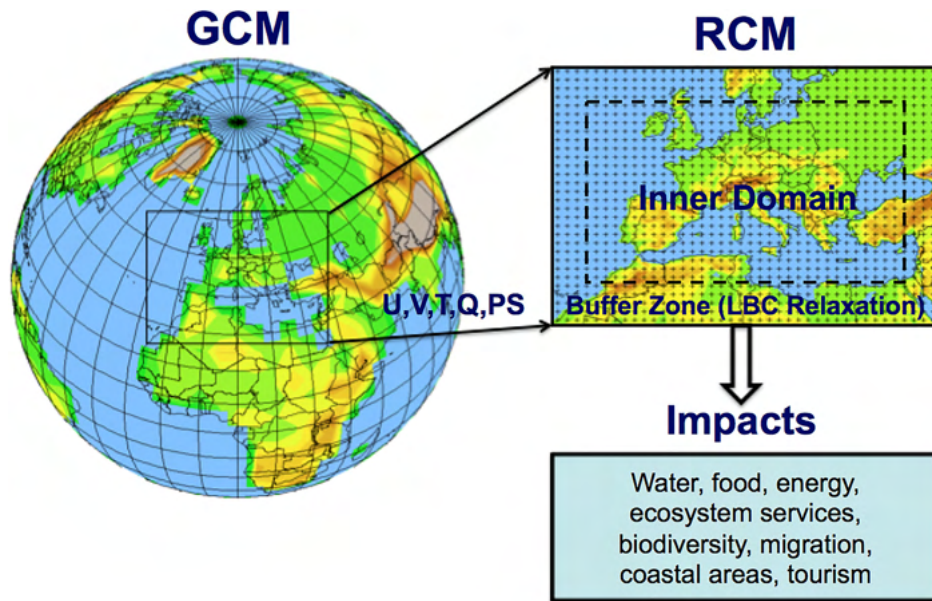 GCM
RCM
Inner Domain
U,V,T,Q,PS
Buffer Zone (LBC Relaxation)
Impacts
Water, food, energy,
ecosystem services,
biodiversity, migration,
coastal areas, tourism